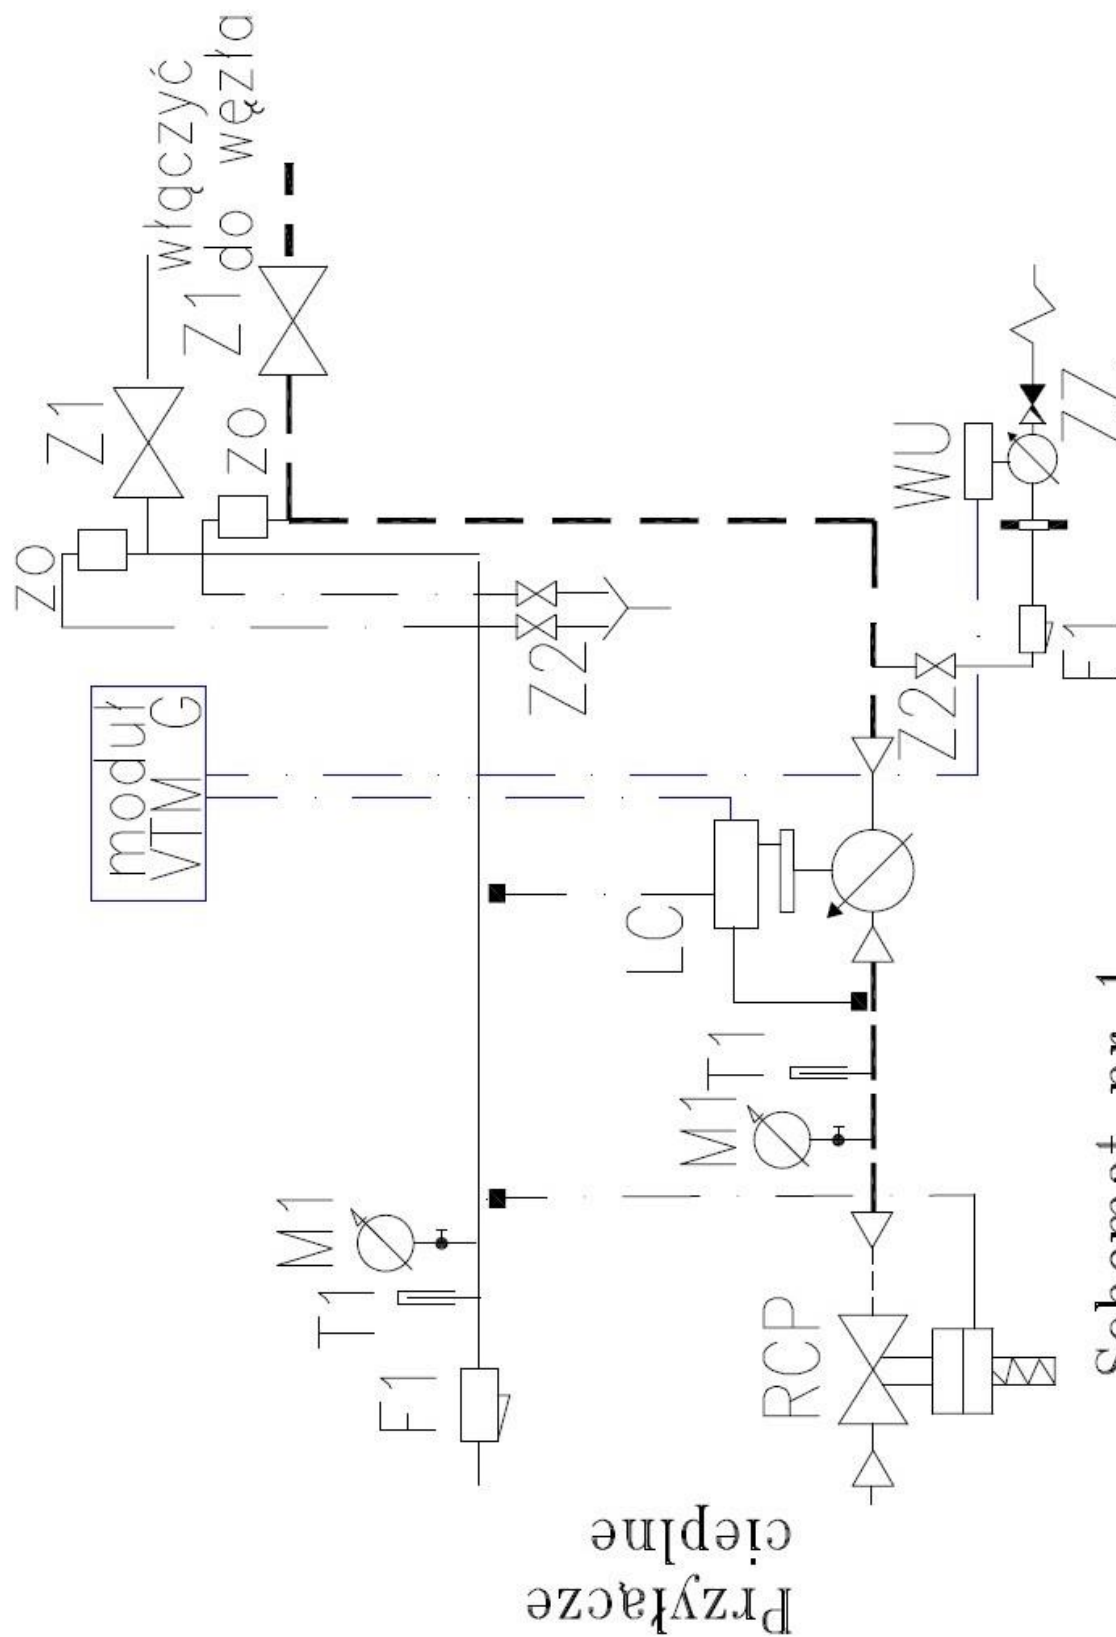 ZO
Z1
włączyć
do węzła
Z1
ZO
moduł
VTM G
M1
T1
F1
Z2
LC
M1
T1
RCP
Z2
WU
F1
Przyłącze
cieplne
Schemat nr 1